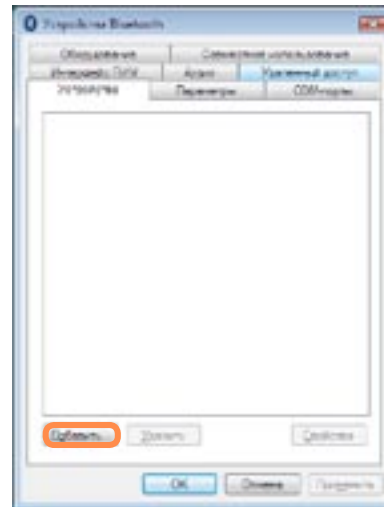 Устройства Bluetooth
Оборудование
Совместное использование
Интерфейс ПИМ
Аудио
Удаленный доступ
Устройства
Параметры
COM-порты
Добавить...
Удалить
Свойства
OK
Отмена
Применить